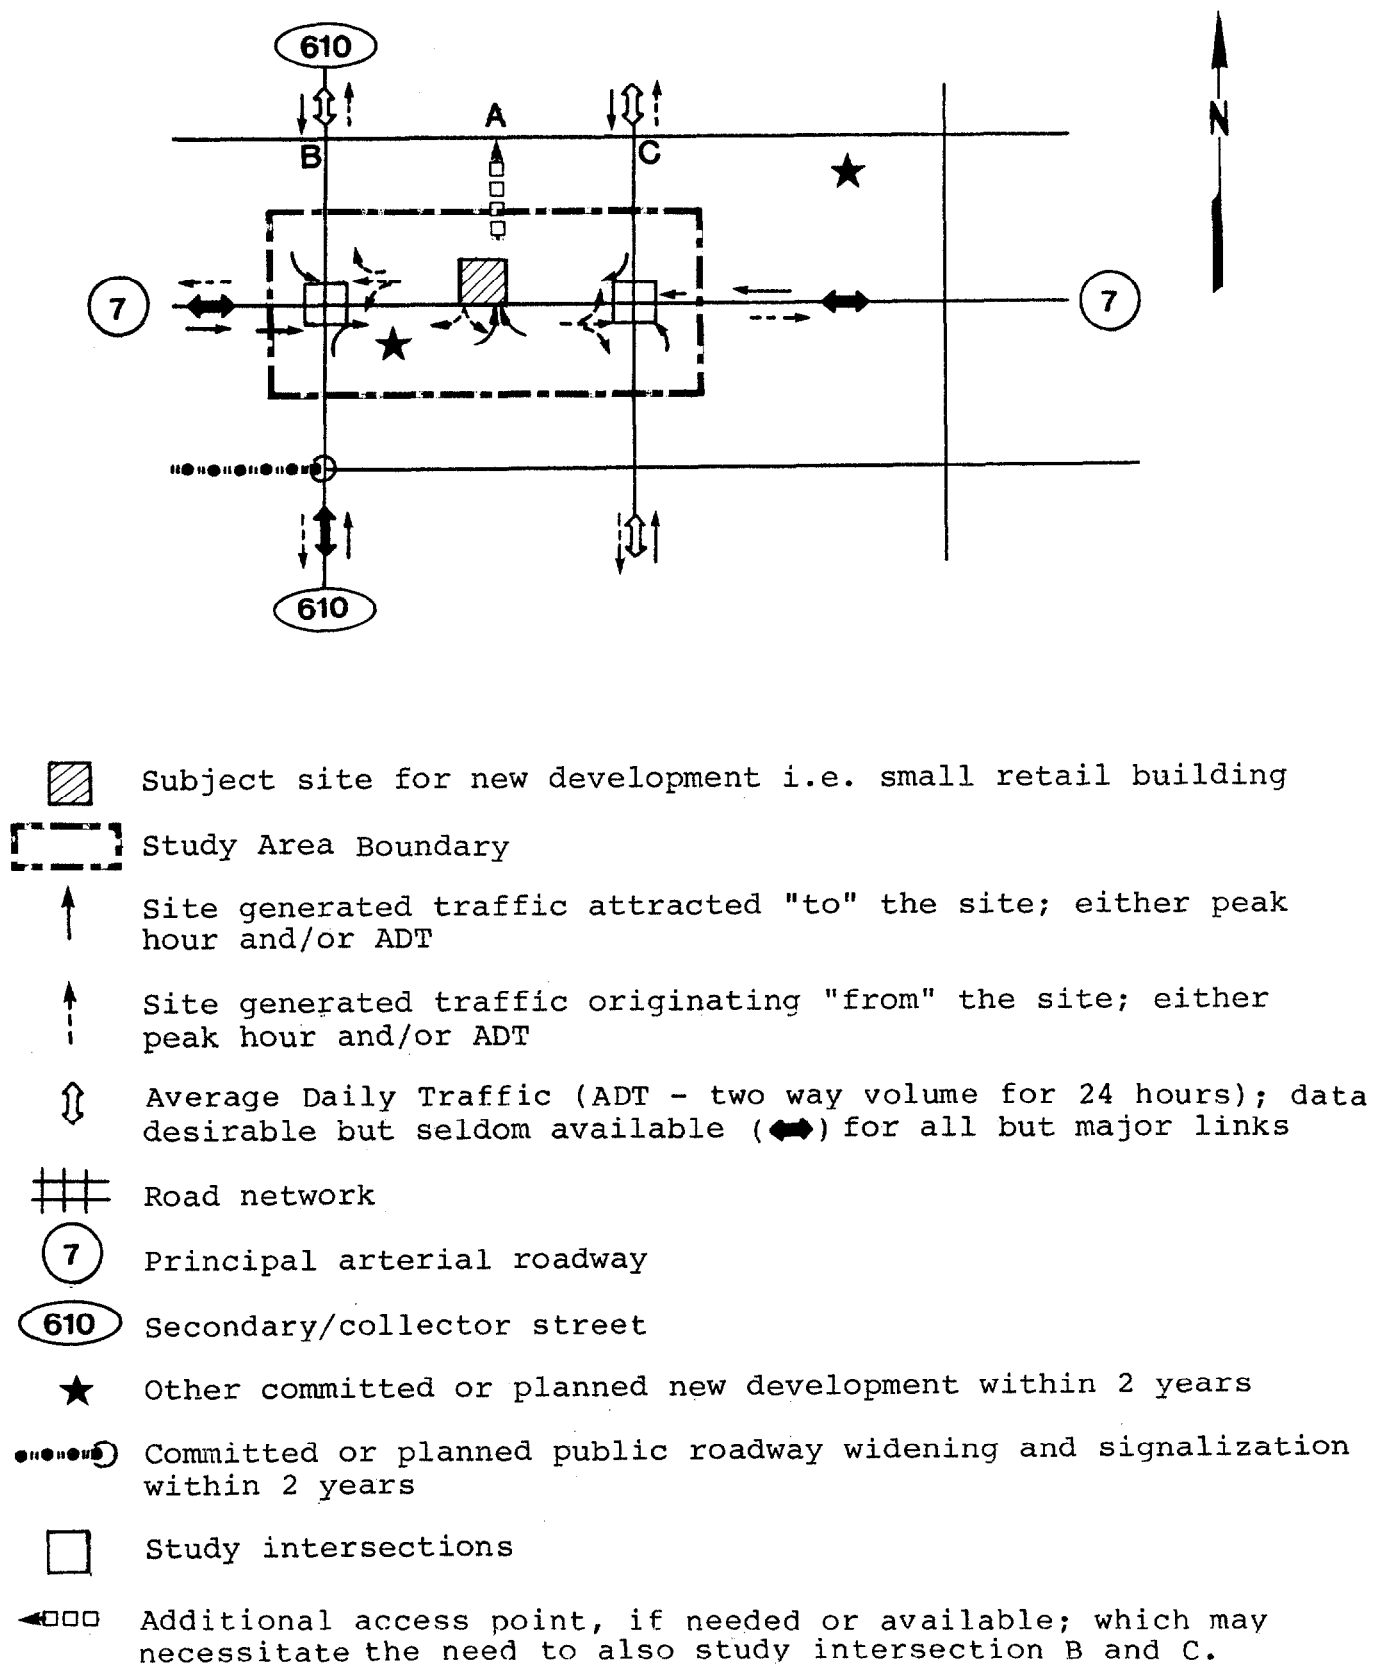 610
A
N
B
C
7
7
610
Subject site for new development i.e. small retail building
Study Area Boundary
Site generated traffic attracted "to" the site; either peak
hour and/or ADT
Site generated traffic originating "from" the site; either
peak hour and/or ADT
Average Daily Traffic (ADT - two way volume for 24 hours); data
desirable but seldom available ( ) for all but major links
Road network
7
Principal arterial roadway
610
Secondary/collector street
Other committed or planned new development within 2 years
Committed or planned public roadway widening and signalization
within 2 years
Study intersections
Additional access point, if needed or available; which may
necessitate the need to also study intersection B and C.